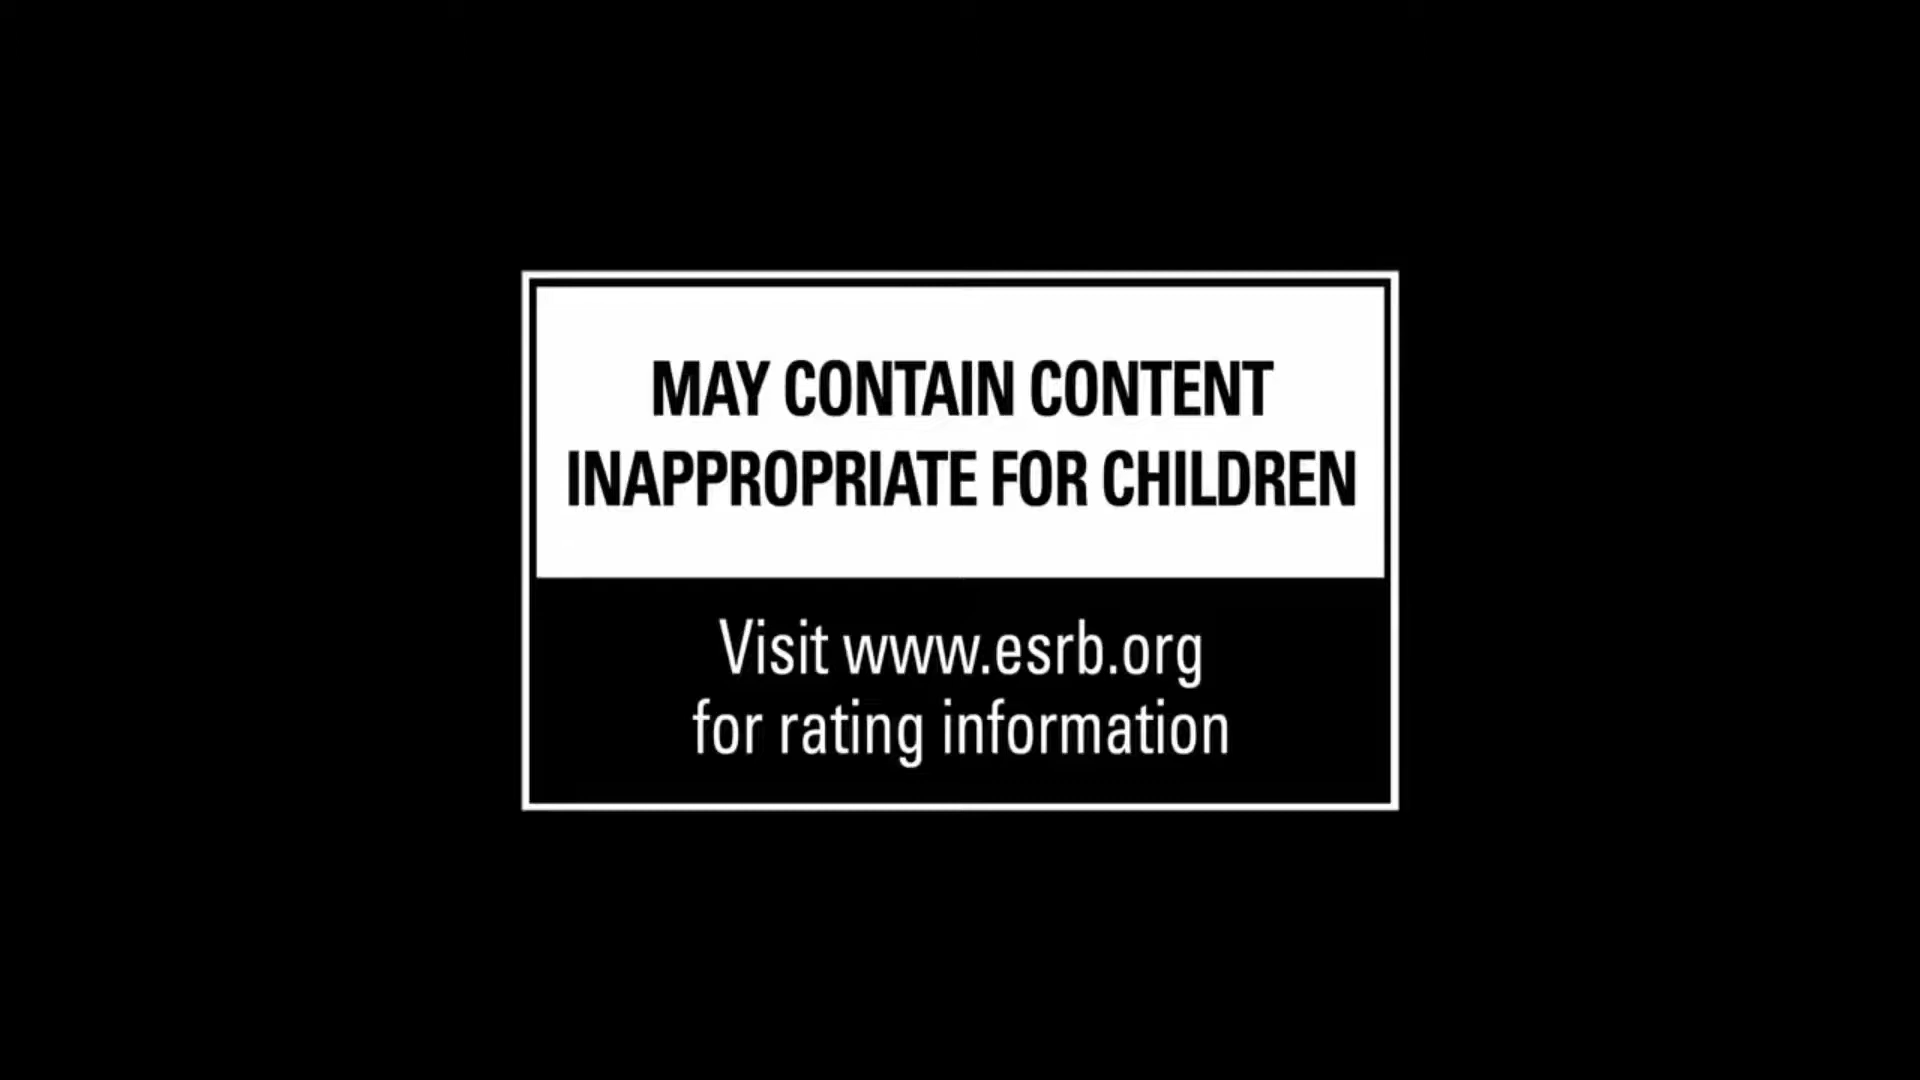 MAY CONTAIN CONTENT
INAPPROPRIATE FOR CHILDREN
Visit www.esrb.org
for rating information